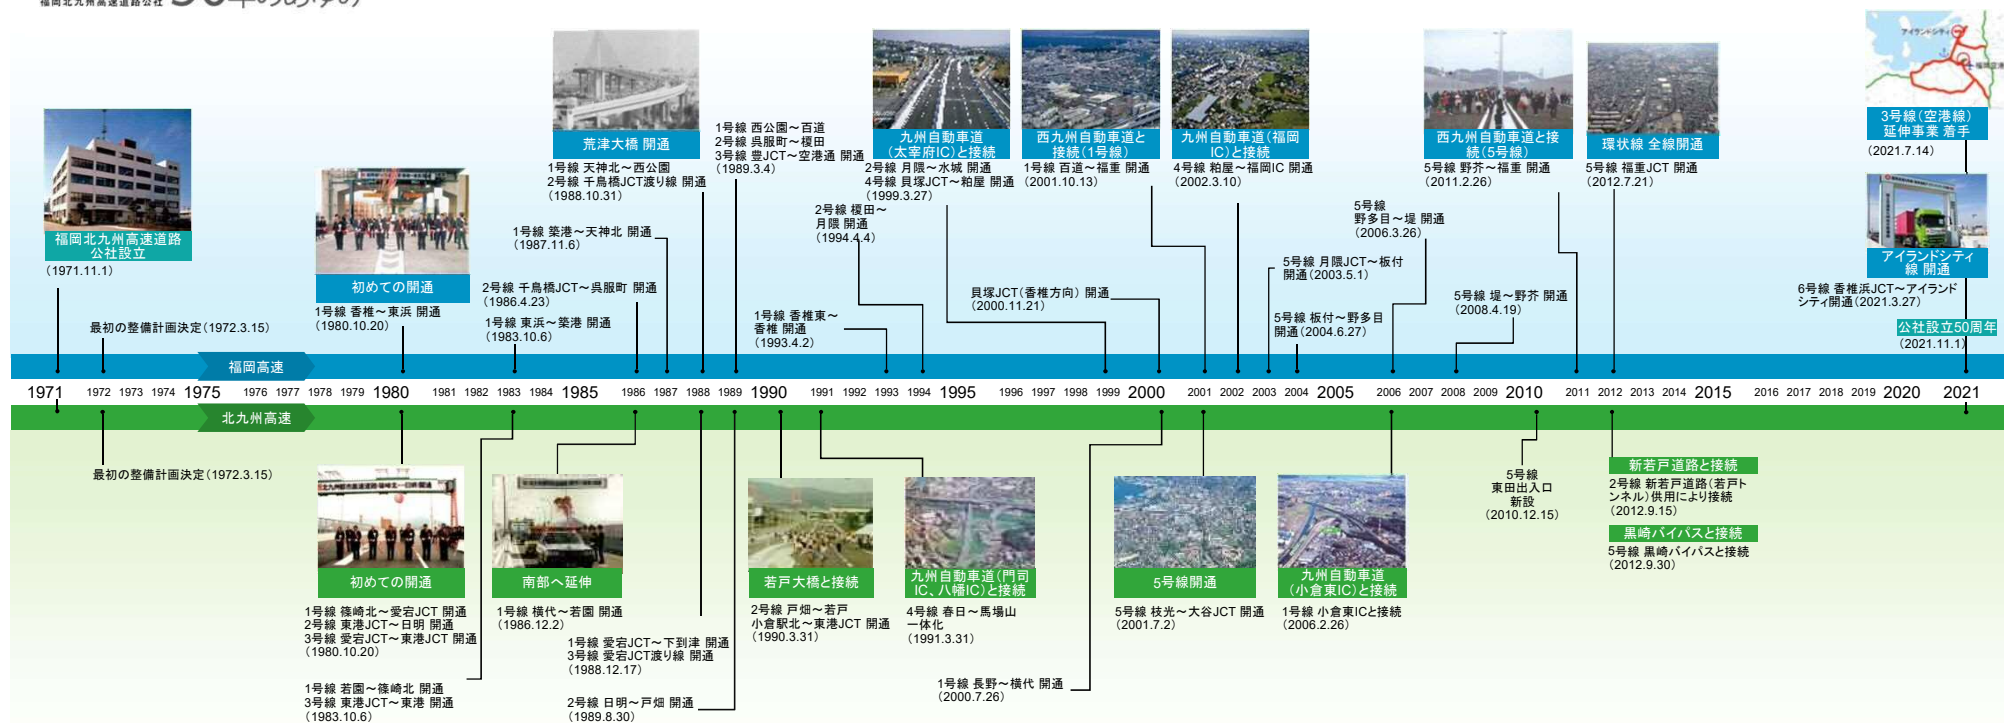 福岡北九州高速道路公社 50年のあゆみ
福岡北九州高速道路
公社設立
（1971.11.1）
最初の整備計画決定（1972.3.15）
初めての開通
1号線 香椎～東浜 開通
（1980.10.20）
2号線 千鳥橋JCT～呉服町 開通
（1986.4.23）
1号線 東浜～築港 開通
（1983.10.6）
1号線 築港～天神北 開通
（1987.11.6）
荒津大橋 開通
1号線 天神北～西公園
2号線 千鳥橋JCT渡り線 開通
（1988.10.31）
1号線 西公園～百道
2号線 呉服町～榎田
3号線 豊JCT～空港通 開通
（1989.3.4）
1号線 香椎東～
香椎 開通
（1993.4.2）
2号線 榎田～
月隈 開通
（1994.4.4）
九州自動車道
（太宰府IC）と接続
2号線 月隈～水城 開通
4号線 貝塚JCT～粕屋 開通
（1999.3.27）
貝塚JCT（香椎方向） 開通
（2000.11.21）
西九州自動車道と
接続（1号線）
1号線 百道～福重 開通
（2001.10.13）
九州自動車道（福岡
IC）と接続
4号線 粕屋～福岡IC 開通
（2002.3.10）
5号線 月隈JCT～板付
開通（2003.5.1）
5号線 板付～野多目
開通（2004.6.27）
5号線
野多目～堤 開通
（2006.3.26）
5号線 堤～野芥 開通
（2008.4.19）
西九州自動車道と接
続（5号線）
5号線 野芥～福重 開通
（2011.2.26）
環状線 全線開通
5号線 福重JCT 開通
（2012.7.21）
アイランドシティ
福岡空港
3号線（空港線）
延伸事業 着手
（2021.7.14）
アイランドシティ
線 開通
6号線 香椎浜JCT～アイランド
シティ開通（2021.3.27）
公社設立50周年
（2021.11.1）
福岡高速
1971 1972 1973 1974 1975 1976 1977 1978 1979 1980 1981 1982 1983 1984 1985 1986 1987 1988 1989 1990 1991 1992 1993 1994 1995 1996 1997 1998 1999 2000 2001 2002 2003 2004 2005 2006 2007 2008 2009 2010 2011 2012 2013 2014 2015 2016 2017 2018 2019 2020 2021
北九州高速
最初の整備計画決定（1972.3.15）
初めての開通
1号線 篠崎北～愛宕JCT 開通
2号線 東港JCT～日明 開通
3号線 愛宕JCT～東港JCT 開通
（1980.10.20）
1号線 若園～篠崎北 開通
3号線 東港JCT～東港 開通
（1983.10.6）
南部へ延伸
1号線 横代～若園 開通
（1986.12.2）
1号線 愛宕JCT～下到津 開通
3号線 愛宕JCT渡り線 開通
（1988.12.17）
2号線 日明～戸畑 開通
（1989.8.30）
若戸大橋と接続
2号線 戸畑～若戸
小倉駅北～東港JCT 開通
（1990.3.31）
九州自動車道（門司
IC、八幡IC）と接続
4号線 春日～馬場山
一体化
（1991.3.31）
1号線 長野～横代 開通
（2000.7.26）
5号線開通
5号線 枝光～大谷JCT 開通
（2001.7.2）
九州自動車道
（小倉東IC）と接続
1号線 小倉東ICと接続
（2006.2.26）
5号線
東田出入口
新設
（2010.12.15）
新若戸道路と接続
2号線 新若戸道路（若戸ト
ンネル）供用により接続
（2012.9.15）
黒崎バイパスと接続
5号線 黒崎バイパスと接続
（2012.9.30）